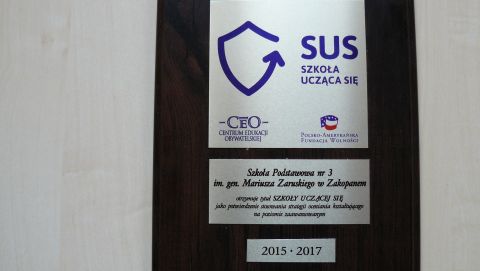 SUS
SZKOŁA
UCZĄCA SIĘ
CEO
CENTRUM EDUKACJI
OBYWATELSKIEJ
POLSKO-AMERYKAŃSKA
FUNDACJA WOLNOŚCI
Szkoła Podstawowa nr 3
im. gen. Mariusza Zaruskiego w Zakopanem
otrzymuje tytuł SZKOŁY UCZĄCEJ SIĘ
jako potwierdzenie stosowania strategii oceniania kształtującego
na poziomie zaawansowanym
2015 · 2017